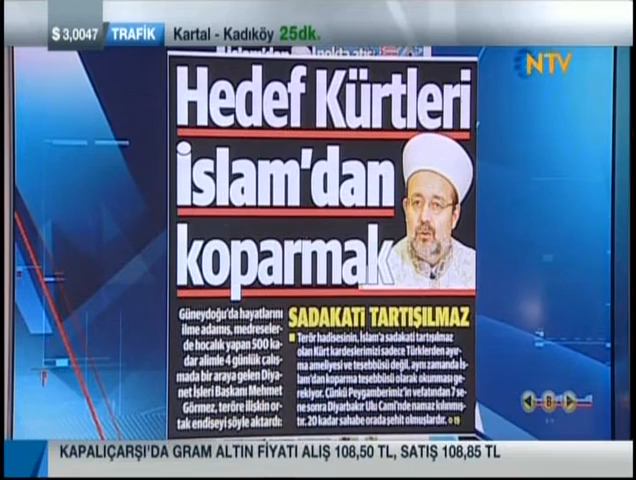 $ 3,0047 TRAFİK Kartal - Kadıköy 25dk.
NTV
Hedef Kürtleri
İslam'dan
koparmak
Güneydoğu'da hayatlarını
ilme adamış, medreseler-
de hocalık yapan 500 ka-
dar alimle 4 günlük çalış-
mada bir araya gelen Diya-
net İşleri Başkanı Mehmet
Görmez, teröre ilişkin or-
tak endişeyi şöyle aktardı:
SADAKATİ TARTIŞILMAZ
Terör hadisesinin, İslam'a sadakati tartışılmaz
olan Kürt kardeşlerimizi sadece Türklerden ayır-
ma ameliyesi ve teşebbüsü değil, aynı zamanda İs-
lam'dan koparma teşebbüsü olarak okunması ge-
rekiyor. Çünkü Peygamberimiz'in vefatından 7 se-
ne sonra Diyarbakır Ulu Cami'nde namaz kılınmış-
tır. 20 kadar sahabe orada şehit olmuşlardır.
KAPALIÇARŞI'DA GRAM ALTIN FİYATI ALIŞ 108,50 TL, SATIŞ 108,85 TL